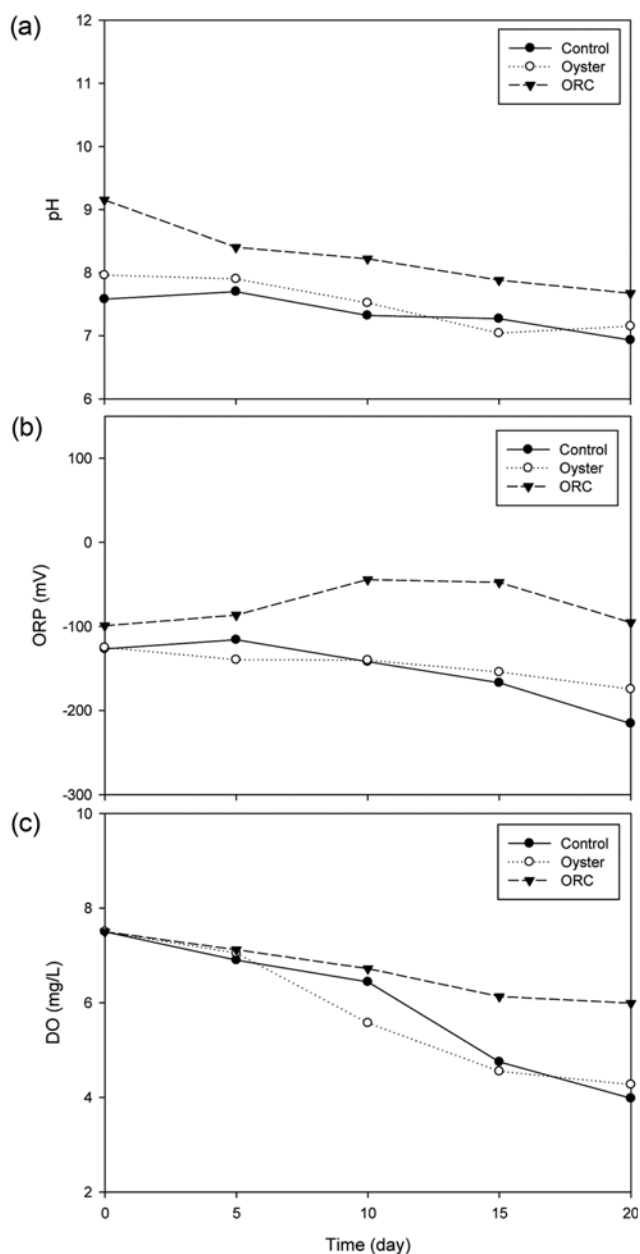 (a)
12
11
10
9
8
7
6
pH
Control
Oyster
ORC
(b)
100
0
-100
-200
-300
ORP (mV)
Control
Oyster
ORC
(c)
10
8
6
4
2
DO (mg/L)
Control
Oyster
ORC
0 5 10 15 20
Time (day)